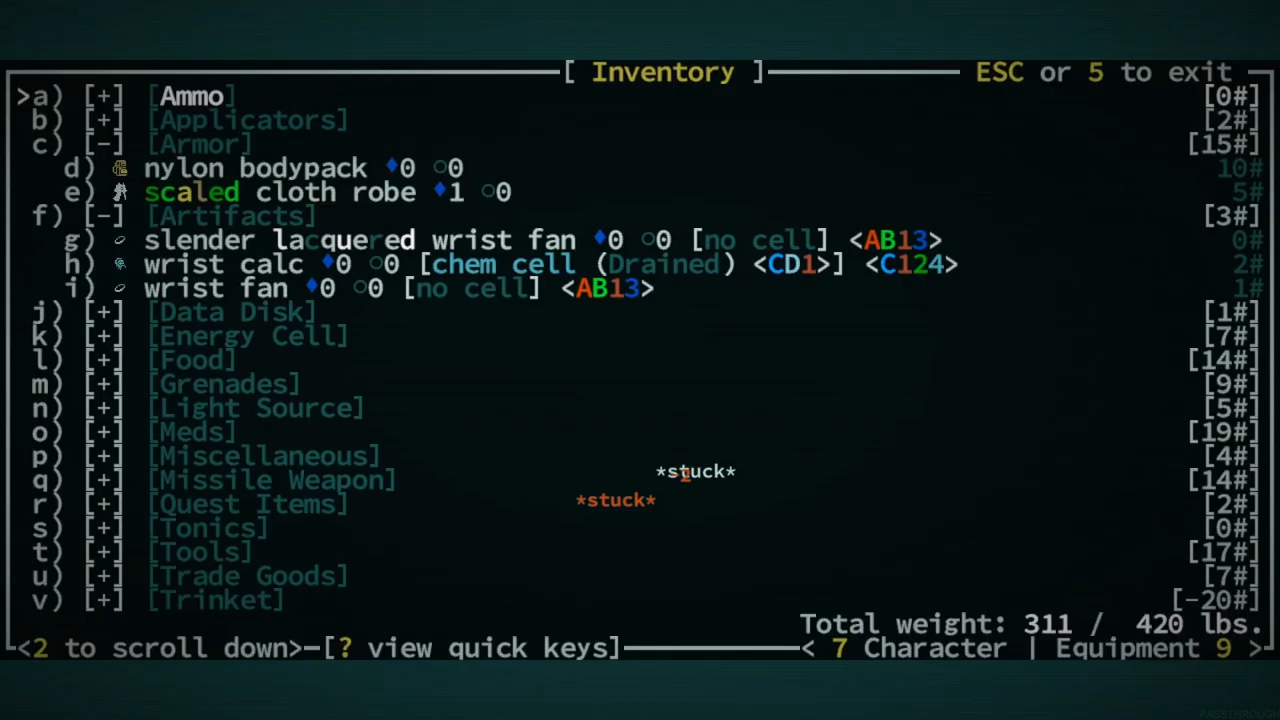 [ Inventory ] ESC or 5 to exit
>a) [+] [Ammo] [0#]
b) [+] [Applicators] [2#]
c) [-] [Armor] [15#]
d) nylon bodypack ♦0 ○0 10#
e) scaled cloth robe ♦1 ○0 5#
f) [-] [Artifacts] [3#]
g) slender lacquered wrist fan ♦0 ○0 [no cell] <AB13> 0#
h) wrist calc ♦0 ○0 [chem cell (Drained) <CD1>] <C124> 2#
i) wrist fan ♦0 ○0 [no cell] <AB13> 1#
j) [+] [Data Disk] [1#]
k) [+] [Energy Cell] [7#]
l) [+] [Food] [14#]
m) [+] [Grenades] [9#]
n) [+] [Light Source] [5#]
o) [+] [Meds] [19#]
p) [+] [Miscellaneous] [4#]
*stuck*
q) [+] [Missile Weapon] [14#]
r) [+] [Quest Items] *stuck* [2#]
s) [+] [Tonics] [0#]
t) [+] [Tools] [17#]
u) [+] [Trade Goods] [7#]
v) [+] [Trinket] [-20#]
Total weight: 311 / 420 lbs.
<2 to scroll down> [? view quick keys] < 7 Character | Equipment 9 >